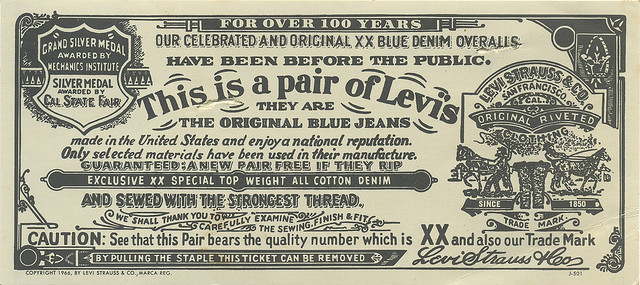 GRAND SILVER MEDAL
AWARDED BY
MECHANICS INSTITUTE
SILVER MEDAL
AWARDED BY
CAL STATE FAIR
FOR OVER 100 YEARS
OUR CELEBRATED AND ORIGINAL XX BLUE DENIM OVERALLS
HAVE BEEN BEFORE THE PUBLIC.
This is a pair of Levi's
THEY ARE
THE ORIGINAL BLUE JEANS
made in the United States and enjoy a national reputation.
Only selected materials have been used in their manufacture.
GUARANTEED: A NEW PAIR FREE IF THEY RIP
EXCLUSIVE XX SPECIAL TOP WEIGHT ALL COTTON DENIM
AND SEWED WITH THE STRONGEST THREAD.
WE SHALL THANK YOU TO
CAREFULLY EXAMINE
THE SEWING, FINISH & FIT
LEVI STRAUSS & CO.
SAN FRANCISCO
CAL.
ORIGINAL RIVETED
CLOTHING
SINCE 1850
TRADE MARK.
CAUTION: See that this Pair bears the quality number which is XX and also our Trade Mark
BY PULLING THE STAPLE THIS TICKET CAN BE REMOVED
Levi Strauss & Co
COPYRIGHT 1966, BY LEVI STRAUSS & CO., MARCA REG.
J-501